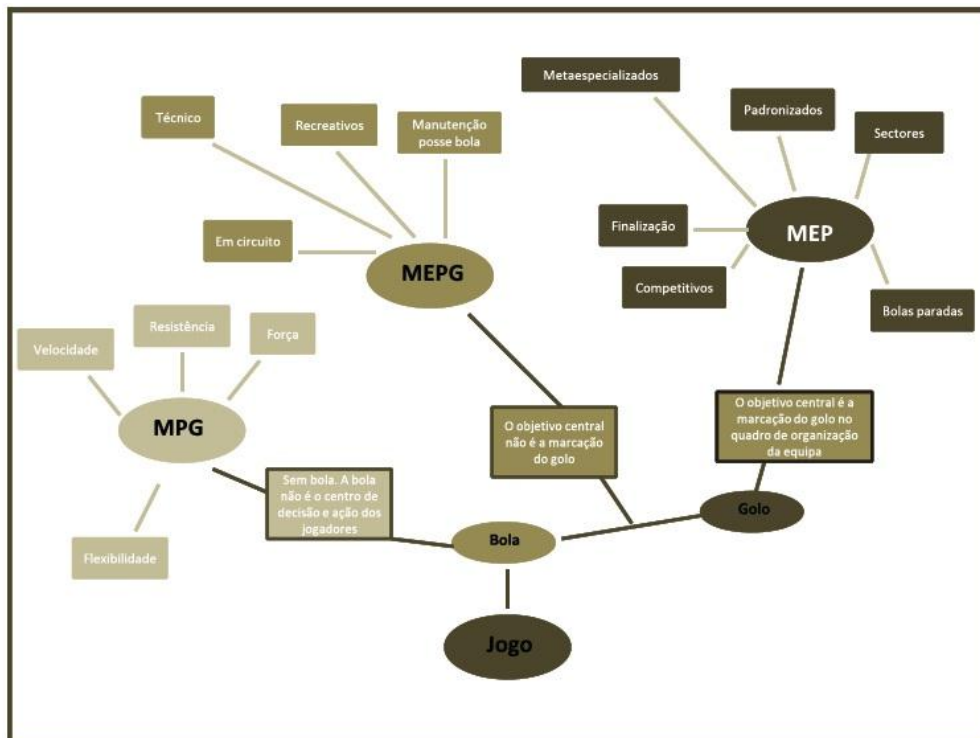 Metaespecializados
Padronizados
Técnico
Recreativos
Manutenção
posse bola
Sectores
Em circuito
Finalização
MEP
MEPG
Competitivos
Bolas paradas
Resistência
Força
Velocidade
MPG
O objetivo central
não é a marcação
do golo
O objetivo central é a
marcação do golo no
quadro de organização
da equipa
Sem bola. A bola
não é o centro de
decisão e ação dos
jogadores
Golo
Bola
Flexibilidade
Jogo